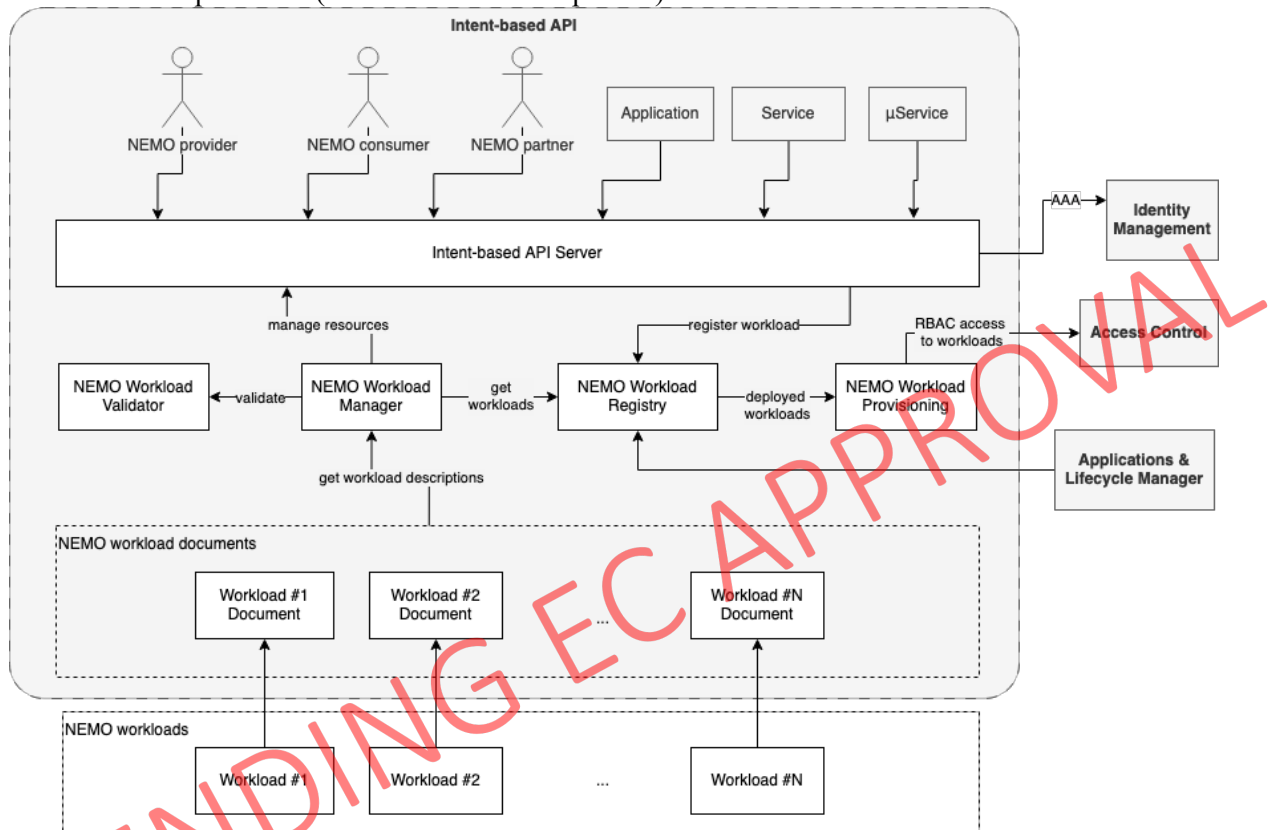 Intent-based API
NEMO provider
NEMO consumer
NEMO partner
Application
Service
µService
AAA
Identity
Management
Intent-based API Server
manage resources
register workload
RBAC access
to workloads
Access Control
NEMO Workload
Validator
validate
NEMO Workload
Manager
get
workloads
NEMO Workload
Registry
deployed
workloads
NEMO Workload
Provisioning
get workload descriptions
Applications &
Lifecycle Manager
NEMO workload documents
Workload #1
Document
Workload #2
Document
...
Workload #N
Document
NEMO workloads
Workload #1
Workload #2
...
Workload #N
NDING EC APPROVAL